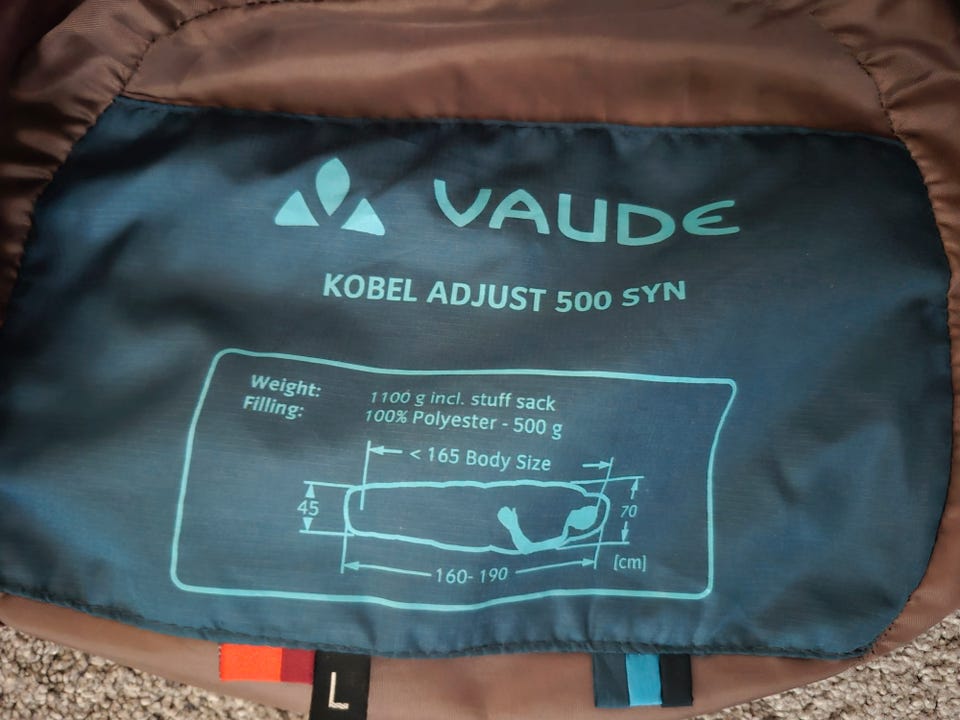 VAUDE
KOBEL ADJUST 500 SYN
Weight: 1100 g incl. stuff sack
Filling: 100% Polyester - 500 g
< 165 Body Size
45
70
160- 190
[cm]
L